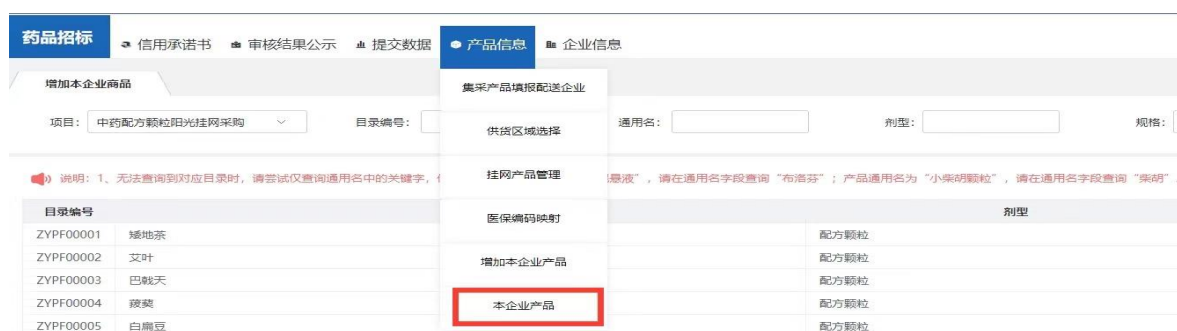 药品招标 信用承诺书 审核结果公示 提交数据 产品信息 企业信息
增加本企业商品
集采产品填报配送企业
项目： 中药配方颗粒阳光挂网采购 目录编号： 通用名： 剂型： 规格：
供货区域选择
说明：1、无法查询到对应目录时，请尝试仅查询通用名中的关键字，
悬液”，请在通用名字段查询“布洛芬”；产品通用名为“小柴胡颗粒”，请在通用名字段查询“柴胡”
挂网产品管理
目录编号 剂型
医保编码映射
ZYPF00001 矮地茶 配方颗粒
ZYPF00002 艾叶 配方颗粒
增加本企业产品
ZYPF00003 巴戟天 配方颗粒
ZYPF00004 菝葜 配方颗粒
本企业产品
ZYPF00005 白扁豆 配方颗粒